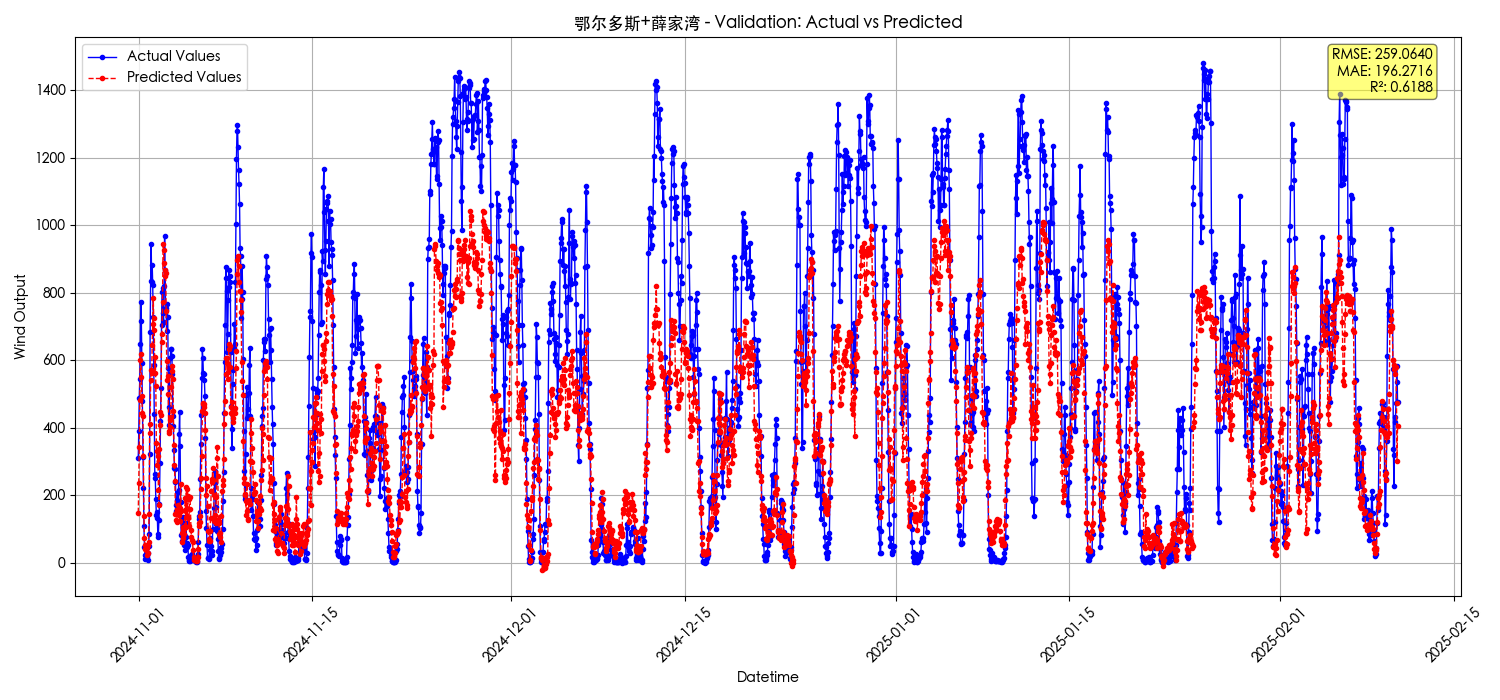 鄂尔多斯+薛家湾 - Validation: Actual vs Predicted
Actual Values
Predicted Values
RMSE: 259.0640
MAE: 196.2716
R²: 0.6188
Wind Output
1400
1200
1000
800
600
400
200
0
2024-11-01
2024-11-15
2024-12-01
2024-12-15
2025-01-01
2025-01-15
2025-02-01
2025-02-15
Datetime